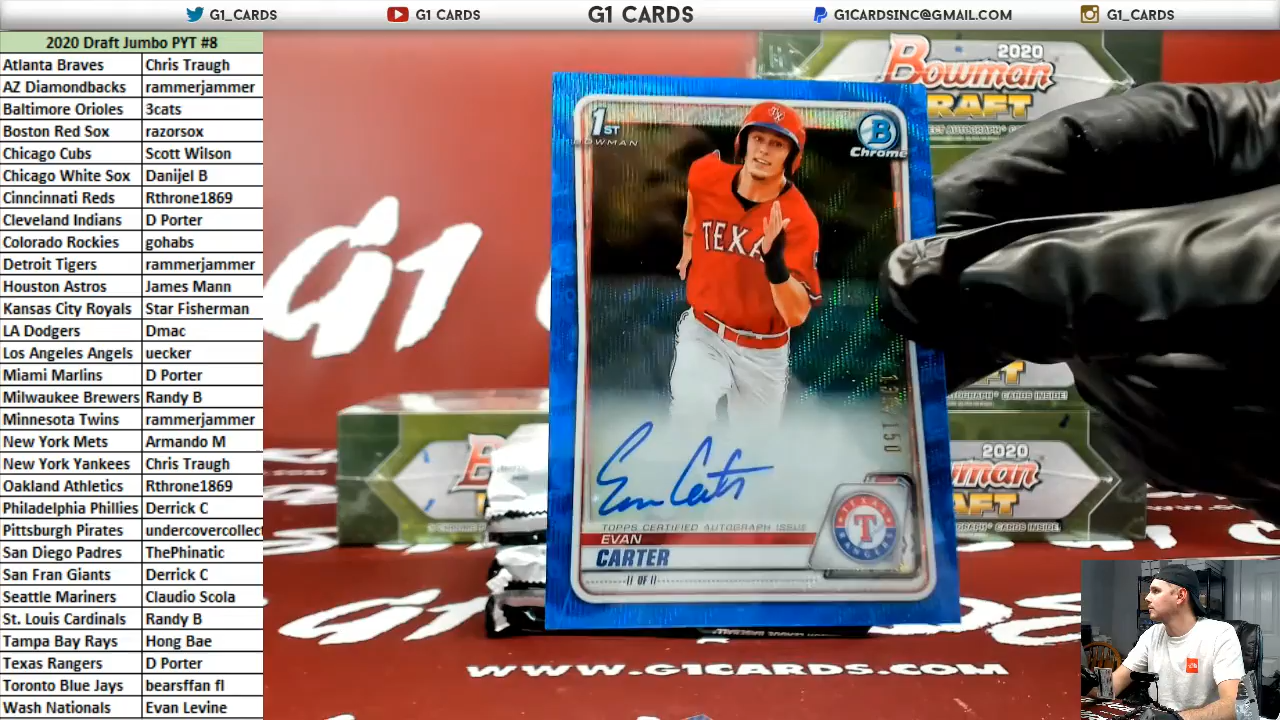 G1_CARDS
G1 CARDS
G1 CARDS
G1CARDSINC@GMAIL.COM
G1_CARDS
2020 Draft Jumbo PYT #8
Atlanta Braves Chris Traugh
AZ Diamondbacks rammerjammer
Baltimore Orioles 3cats
Boston Red Sox razorsox
Chicago Cubs Scott Wilson
Chicago White Sox Danijel B
Cinncinnati Reds Rthrone1869
Cleveland Indians D Porter
Colorado Rockies gohabs
Detroit Tigers rammerjammer
Houston Astros James Mann
Kansas City Royals Star Fisherman
LA Dodgers Dmac
Los Angeles Angels uecker
Miami Marlins D Porter
Milwaukee Brewers Randy B
Minnesota Twins rammerjammer
New York Mets Armando M
New York Yankees Chris Traugh
Oakland Athletics Rthrone1869
Philadelphia Phillies Derrick C
Pittsburgh Pirates undercovercollect
San Diego Padres ThePhinatic
San Fran Giants Derrick C
Seattle Mariners Claudio Scola
St. Louis Cardinals Randy B
Tampa Bay Rays Hong Bae
Texas Rangers D Porter
Toronto Blue Jays bearsffan fl
Wash Nationals Evan Levine
2020
Bowman
RAFT
1ST
BOWMAN
B
Chrome
TEXA
150
Evan Carter
TOPPS CERTIFIED AUTOGRAPH ISSUE
EVAN
CARTER
TEXAS
T
RANGERS
G1
2020
WWW.G1CARDS.COM